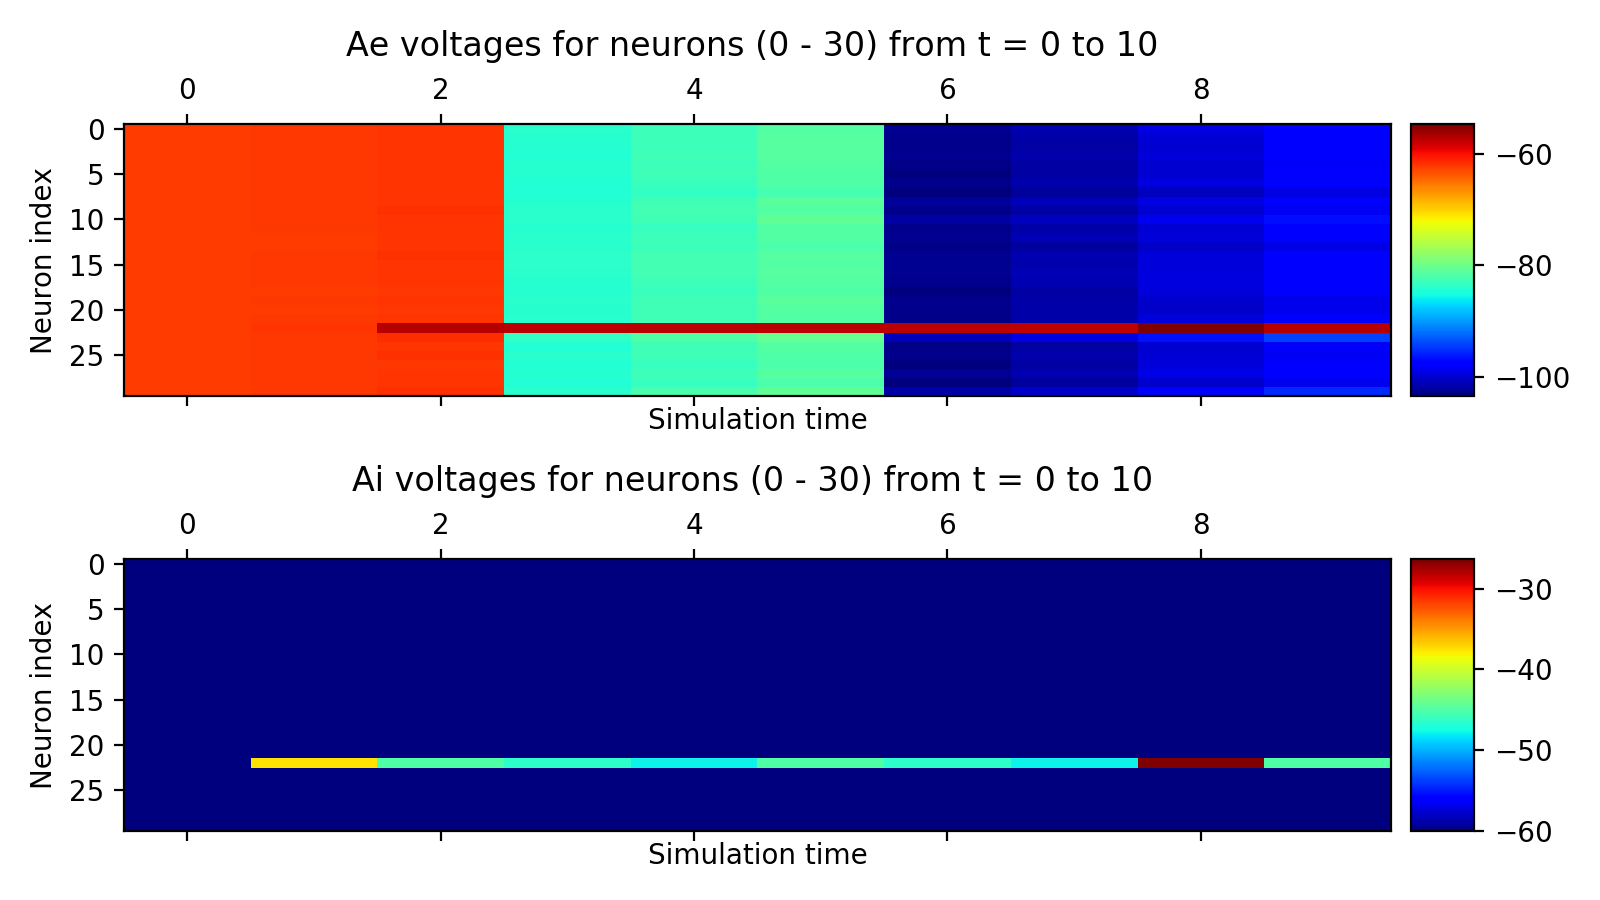 Ae voltages for neurons (0 - 30) from t = 0 to 10
0 2 4 6 8
0
5
10
15
20
25
Neuron index
Simulation time
−60
−80
−100
Ai voltages for neurons (0 - 30) from t = 0 to 10
0 2 4 6 8
0
5
10
15
20
25
Neuron index
Simulation time
−30
−40
−50
−60